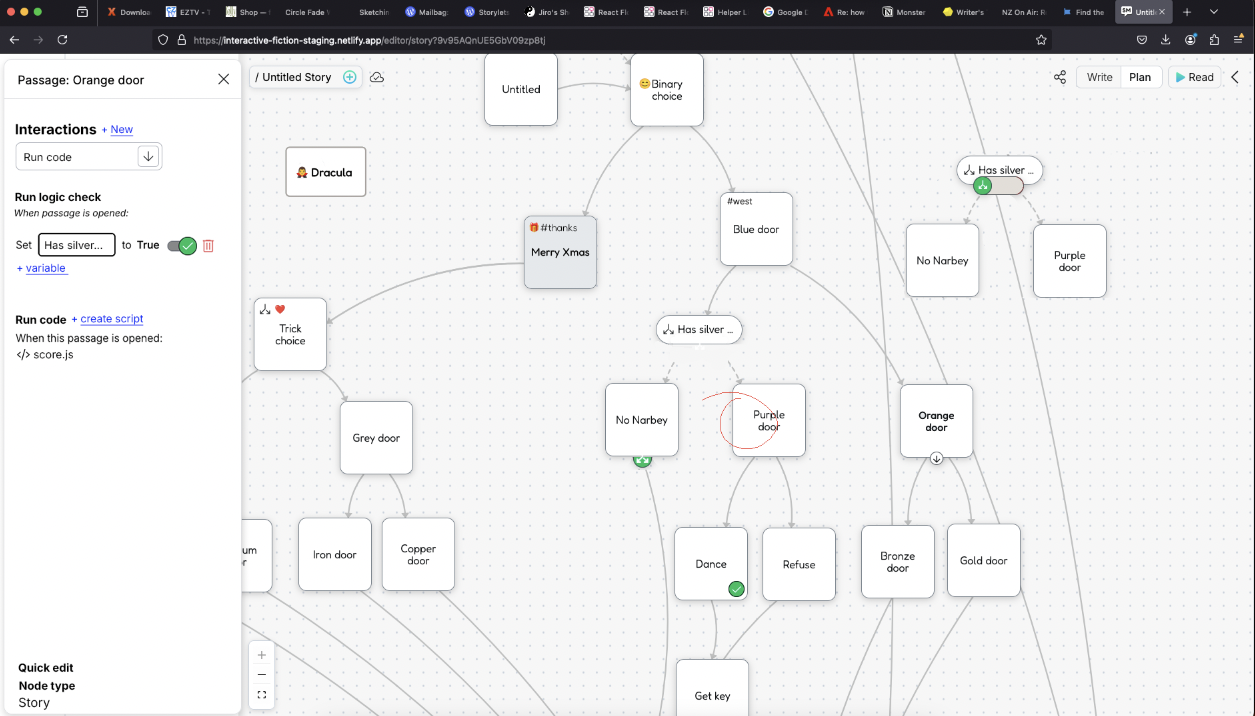 Downloa
EZTV - T
Shop —
Circle Fade
Sketchin
Mailbag:
Storylets
Jiro's Sh
React Fl
React Fl
Helper L
Google D
Re: how
Monster
Writer's
NZ On Air: R
Find the
Untitl
https://interactive-fiction-staging.netlify.app/editor/story?9v95AQnUE5GbV09zp8tj
Passage: Orange door
Interactions + New
Run code
Run logic check
When passage is opened:
Set Has silver... to True
+ variable
Run code + create script
When this passage is opened:
</> score.js
Quick edit
Node type
Story
/ Untitled Story
Write
Plan
Read
Untitled
Binary
choice
Dracula
#thanks
Merry Xmas
#west
Blue door
Has silver ...
No Narbey
Purple
door
Trick
choice
Has silver ...
Grey door
No Narbey
Purple
door
Orange
door
um
r
Iron door
Copper
door
Dance
Refuse
Bronze
door
Gold door
Get key